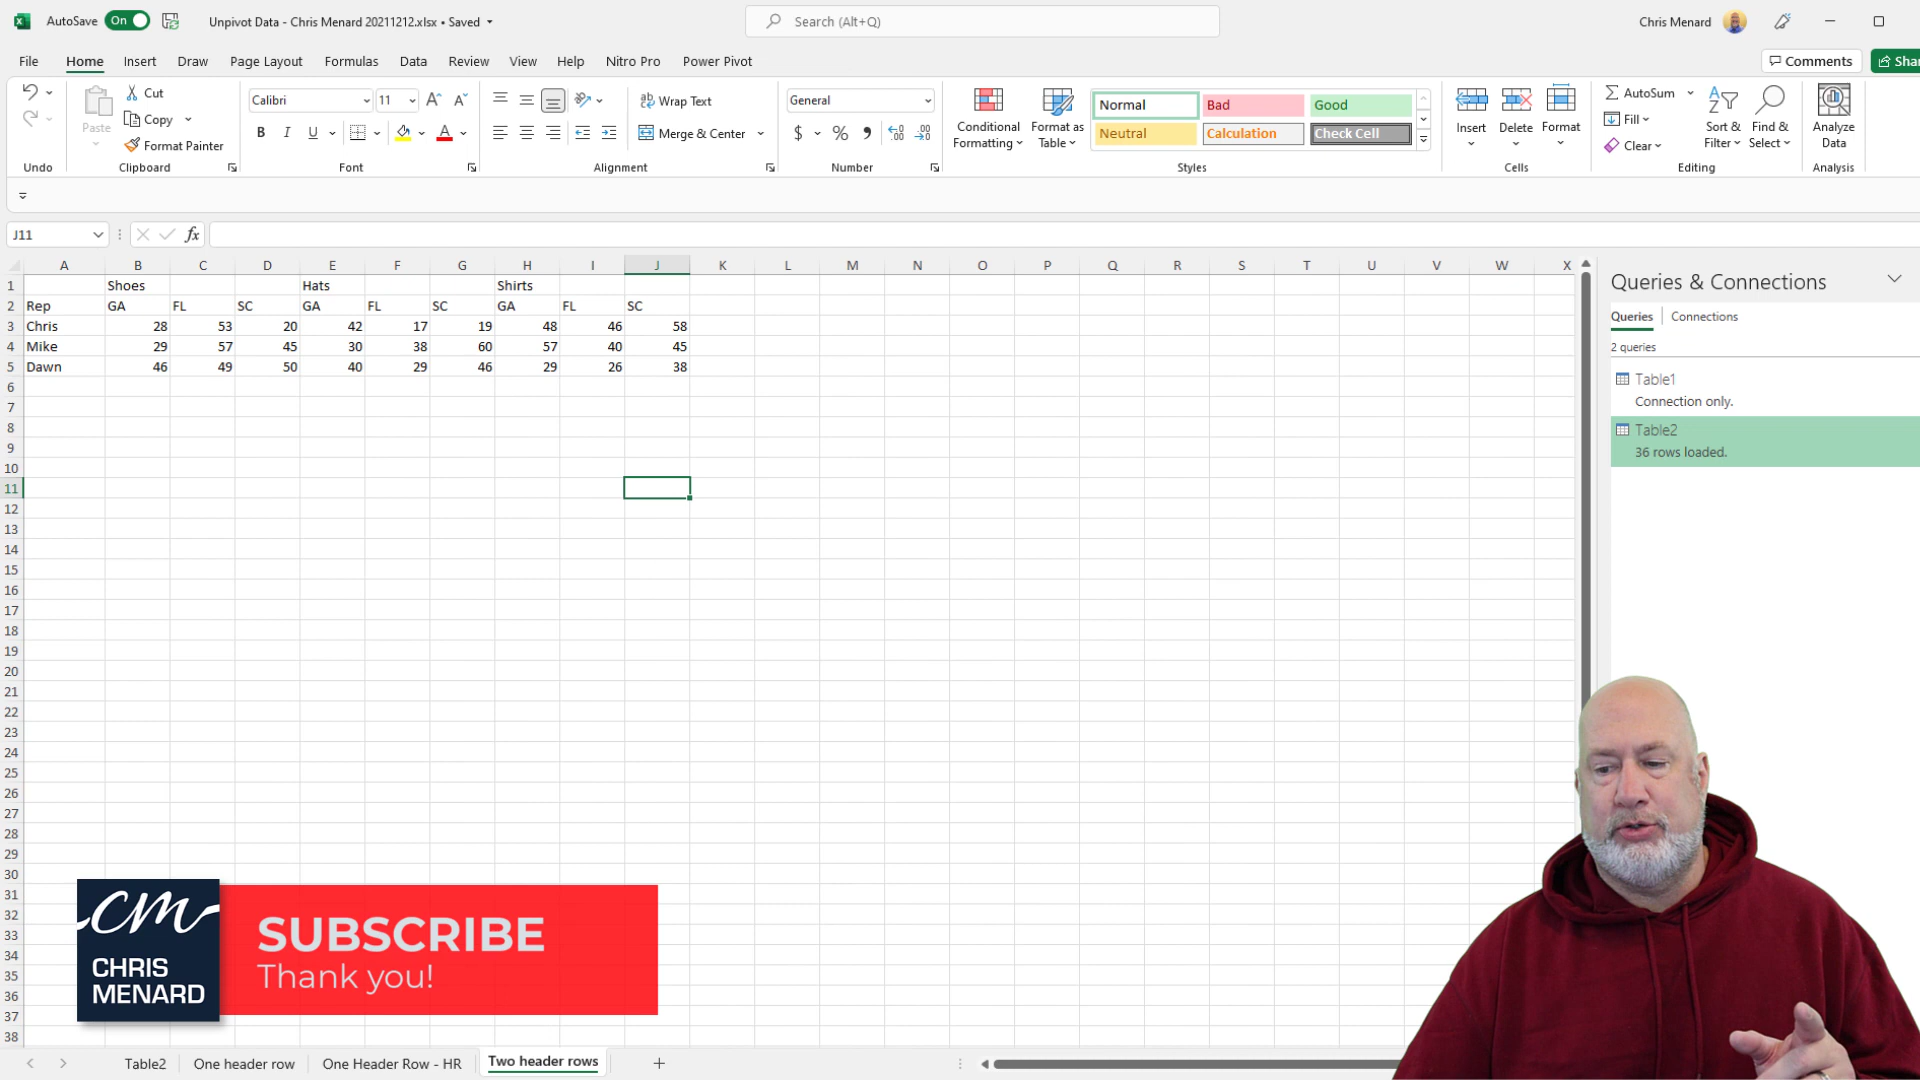 AutoSave On Unpivot Data - Chris Menard 20211212.xlsx • Saved Search (Alt+Q) Chris Menard
File Home Insert Draw Page Layout Formulas Data Review View Help Nitro Pro Power Pivot Comments Shar
Cut Calibri 11 Wrap Text General Normal Bad Good AutoSum
Paste Copy Conditional Formatting Format as Table Insert Delete Format Fill Sort & Filter Find & Select Analyze Data
B I U A Merge & Center $ % Neutral Calculation Check Cell
Format Painter Clear
Undo Clipboard Font Alignment Number Styles Cells Editing Analysis
J11 fx
A B C D E F G H I J K L M N O P Q R S T U V W X
1 Shoes Hats Shirts
2 Rep GA FL SC GA FL SC GA FL SC
3 Chris 28 53 20 42 17 19 48 46 58
4 Mike 29 57 45 30 38 60 57 40 45
5 Dawn 46 49 50 40 29 46 29 26 38
6
7
8
9
10
11
12
13
14
15
16
17
18
19
20
21
22
23
24
25
26
27
28
29
30
31
32
33
34
35
36
37
38
Queries & Connections
Queries Connections
2 queries
Table1
Connection only.
Table2
36 rows loaded.
cm
CHRIS
MENARD
SUBSCRIBE
Thank you!
Table2 One header row One Header Row - HR Two header rows